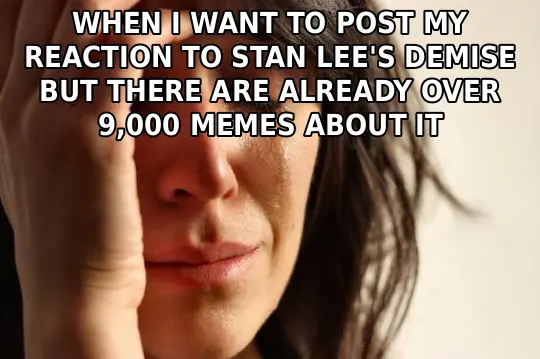 WHEN I WANT TO POST MY
REACTION TO STAN LEE'S DEMISE
BUT THERE ARE ALREADY OVER
9,000 MEMES ABOUT IT